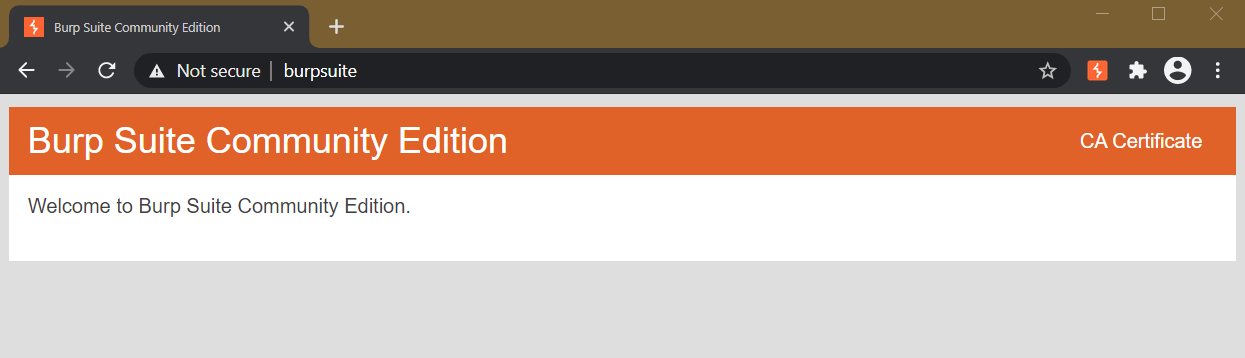 Burp Suite Community Edition
Not secure | burpsuite
Burp Suite Community Edition CA Certificate
Welcome to Burp Suite Community Edition.